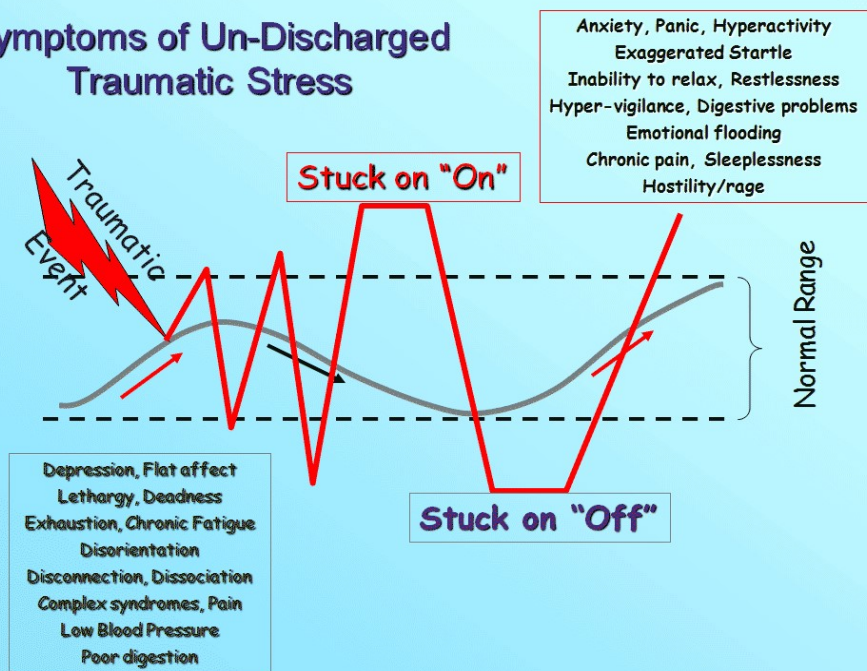 ymptoms of Un-Discharged
Traumatic Stress
Anxiety, Panic, Hyperactivity
Exaggerated Startle
Inability to relax, Restlessness
Hyper-vigilance, Digestive problems
Emotional flooding
Chronic pain, Sleeplessness
Hostility/rage
Stuck on “On”
Traumatic
Event
Normal Range
Stuck on “Off”
Depression, Flat affect
Lethargy, Deadness
Exhaustion, Chronic Fatigue
Disorientation
Disconnection, Dissociation
Complex syndromes, Pain
Low Blood Pressure
Poor digestion